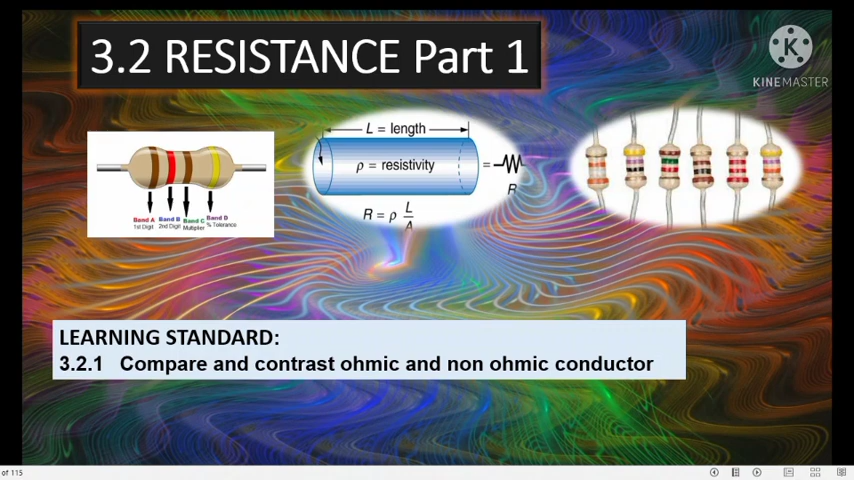 3.2 RESISTANCE Part 1
KINEMASTER
L = length
ρ = resistivity
=
R
R = ρ L
A
Band A Band B Band C Band D
1st Digit 2nd Digit Multiplier % Tolerance
LEARNING STANDARD:
3.2.1 Compare and contrast ohmic and non ohmic conductor
of 115